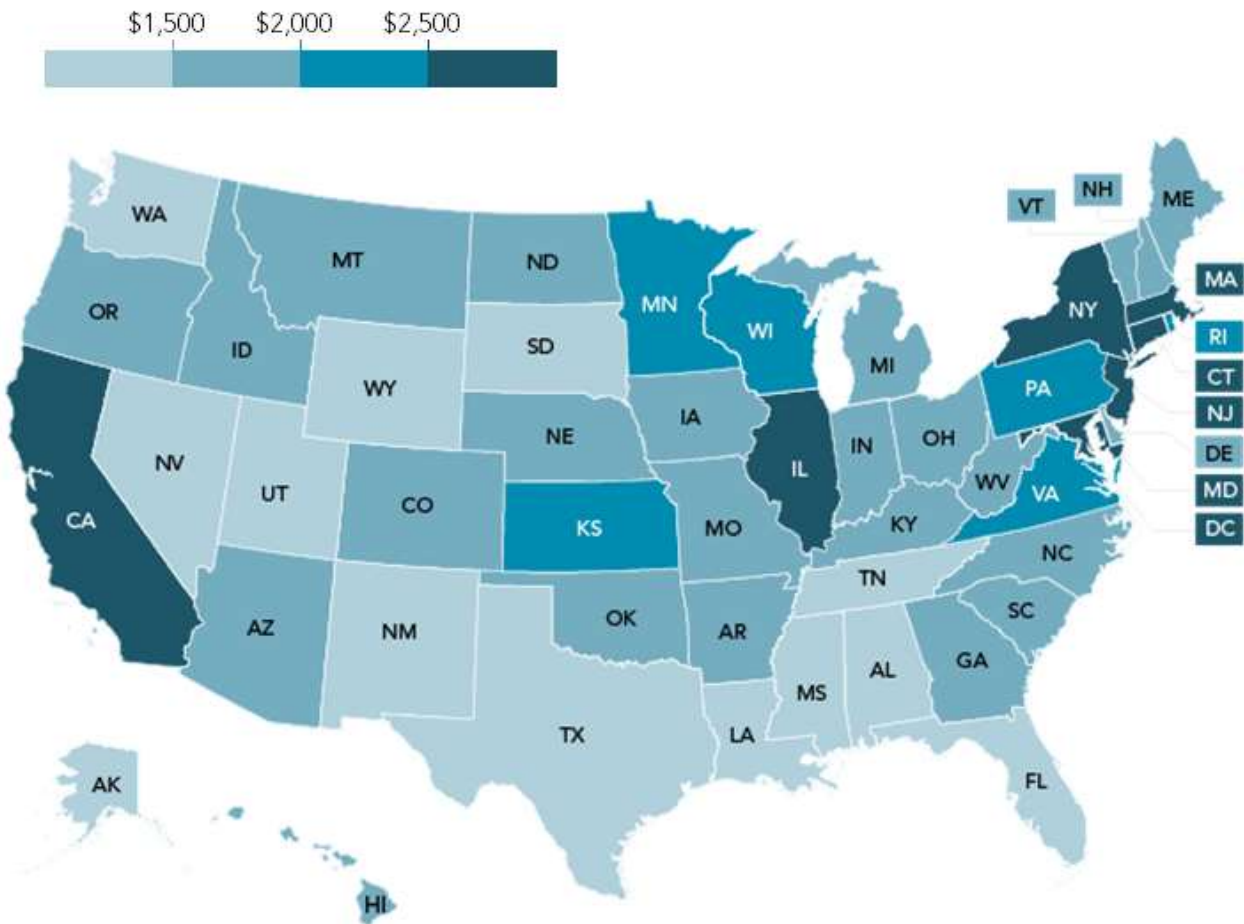 $1,500 $2,000 $2,500
WA
MT
ND
MN
VT
NH
ME
OR
ID
SD
WI
MI
NY
MA
RI
CT
NJ
DE
MD
DC
WY
NE
IA
PA
NV
UT
CO
KS
MO
IL
IN
OH
WV
VA
KY
CA
AZ
NM
OK
AR
TN
NC
SC
TX
LA
MS
AL
GA
FL
AK
HI